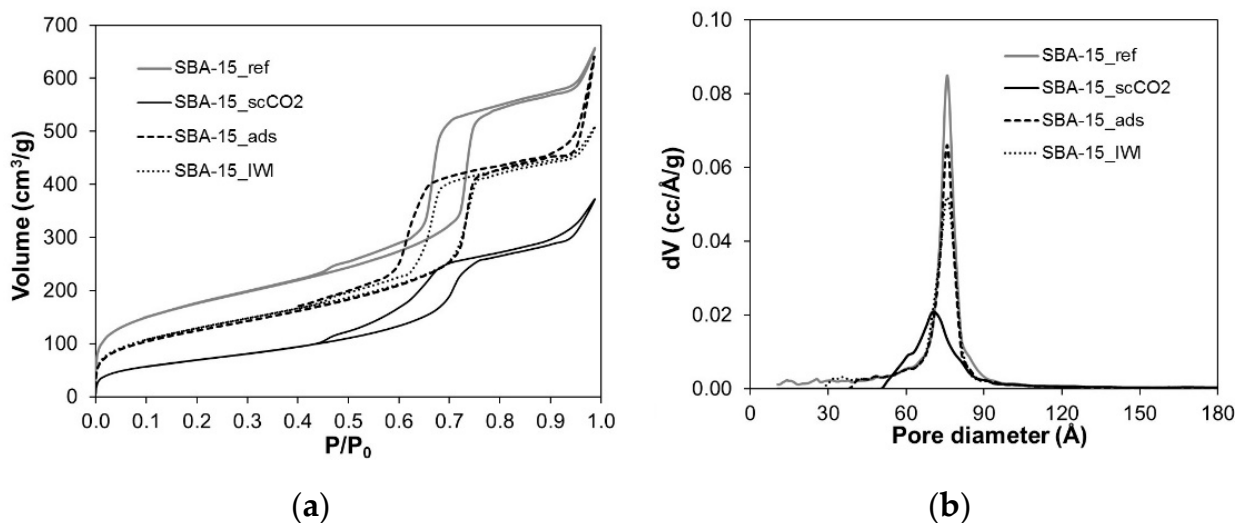 700
600
500
400
300
200
100
0
Volume (cm³/g)
SBA-15_ref
SBA-15_scCO2
SBA-15_ads
SBA-15_IWI
0.0 0.1 0.2 0.3 0.4 0.5 0.6 0.7 0.8 0.9 1.0
P/P₀
(a)
0.10
0.08
0.06
0.04
0.02
0.00
dV (cc/Å/g)
SBA-15_ref
SBA-15_scCO2
SBA-15_ads
SBA-15_IWI
0 30 60 90 120 150 180
Pore diameter (Å)
(b)